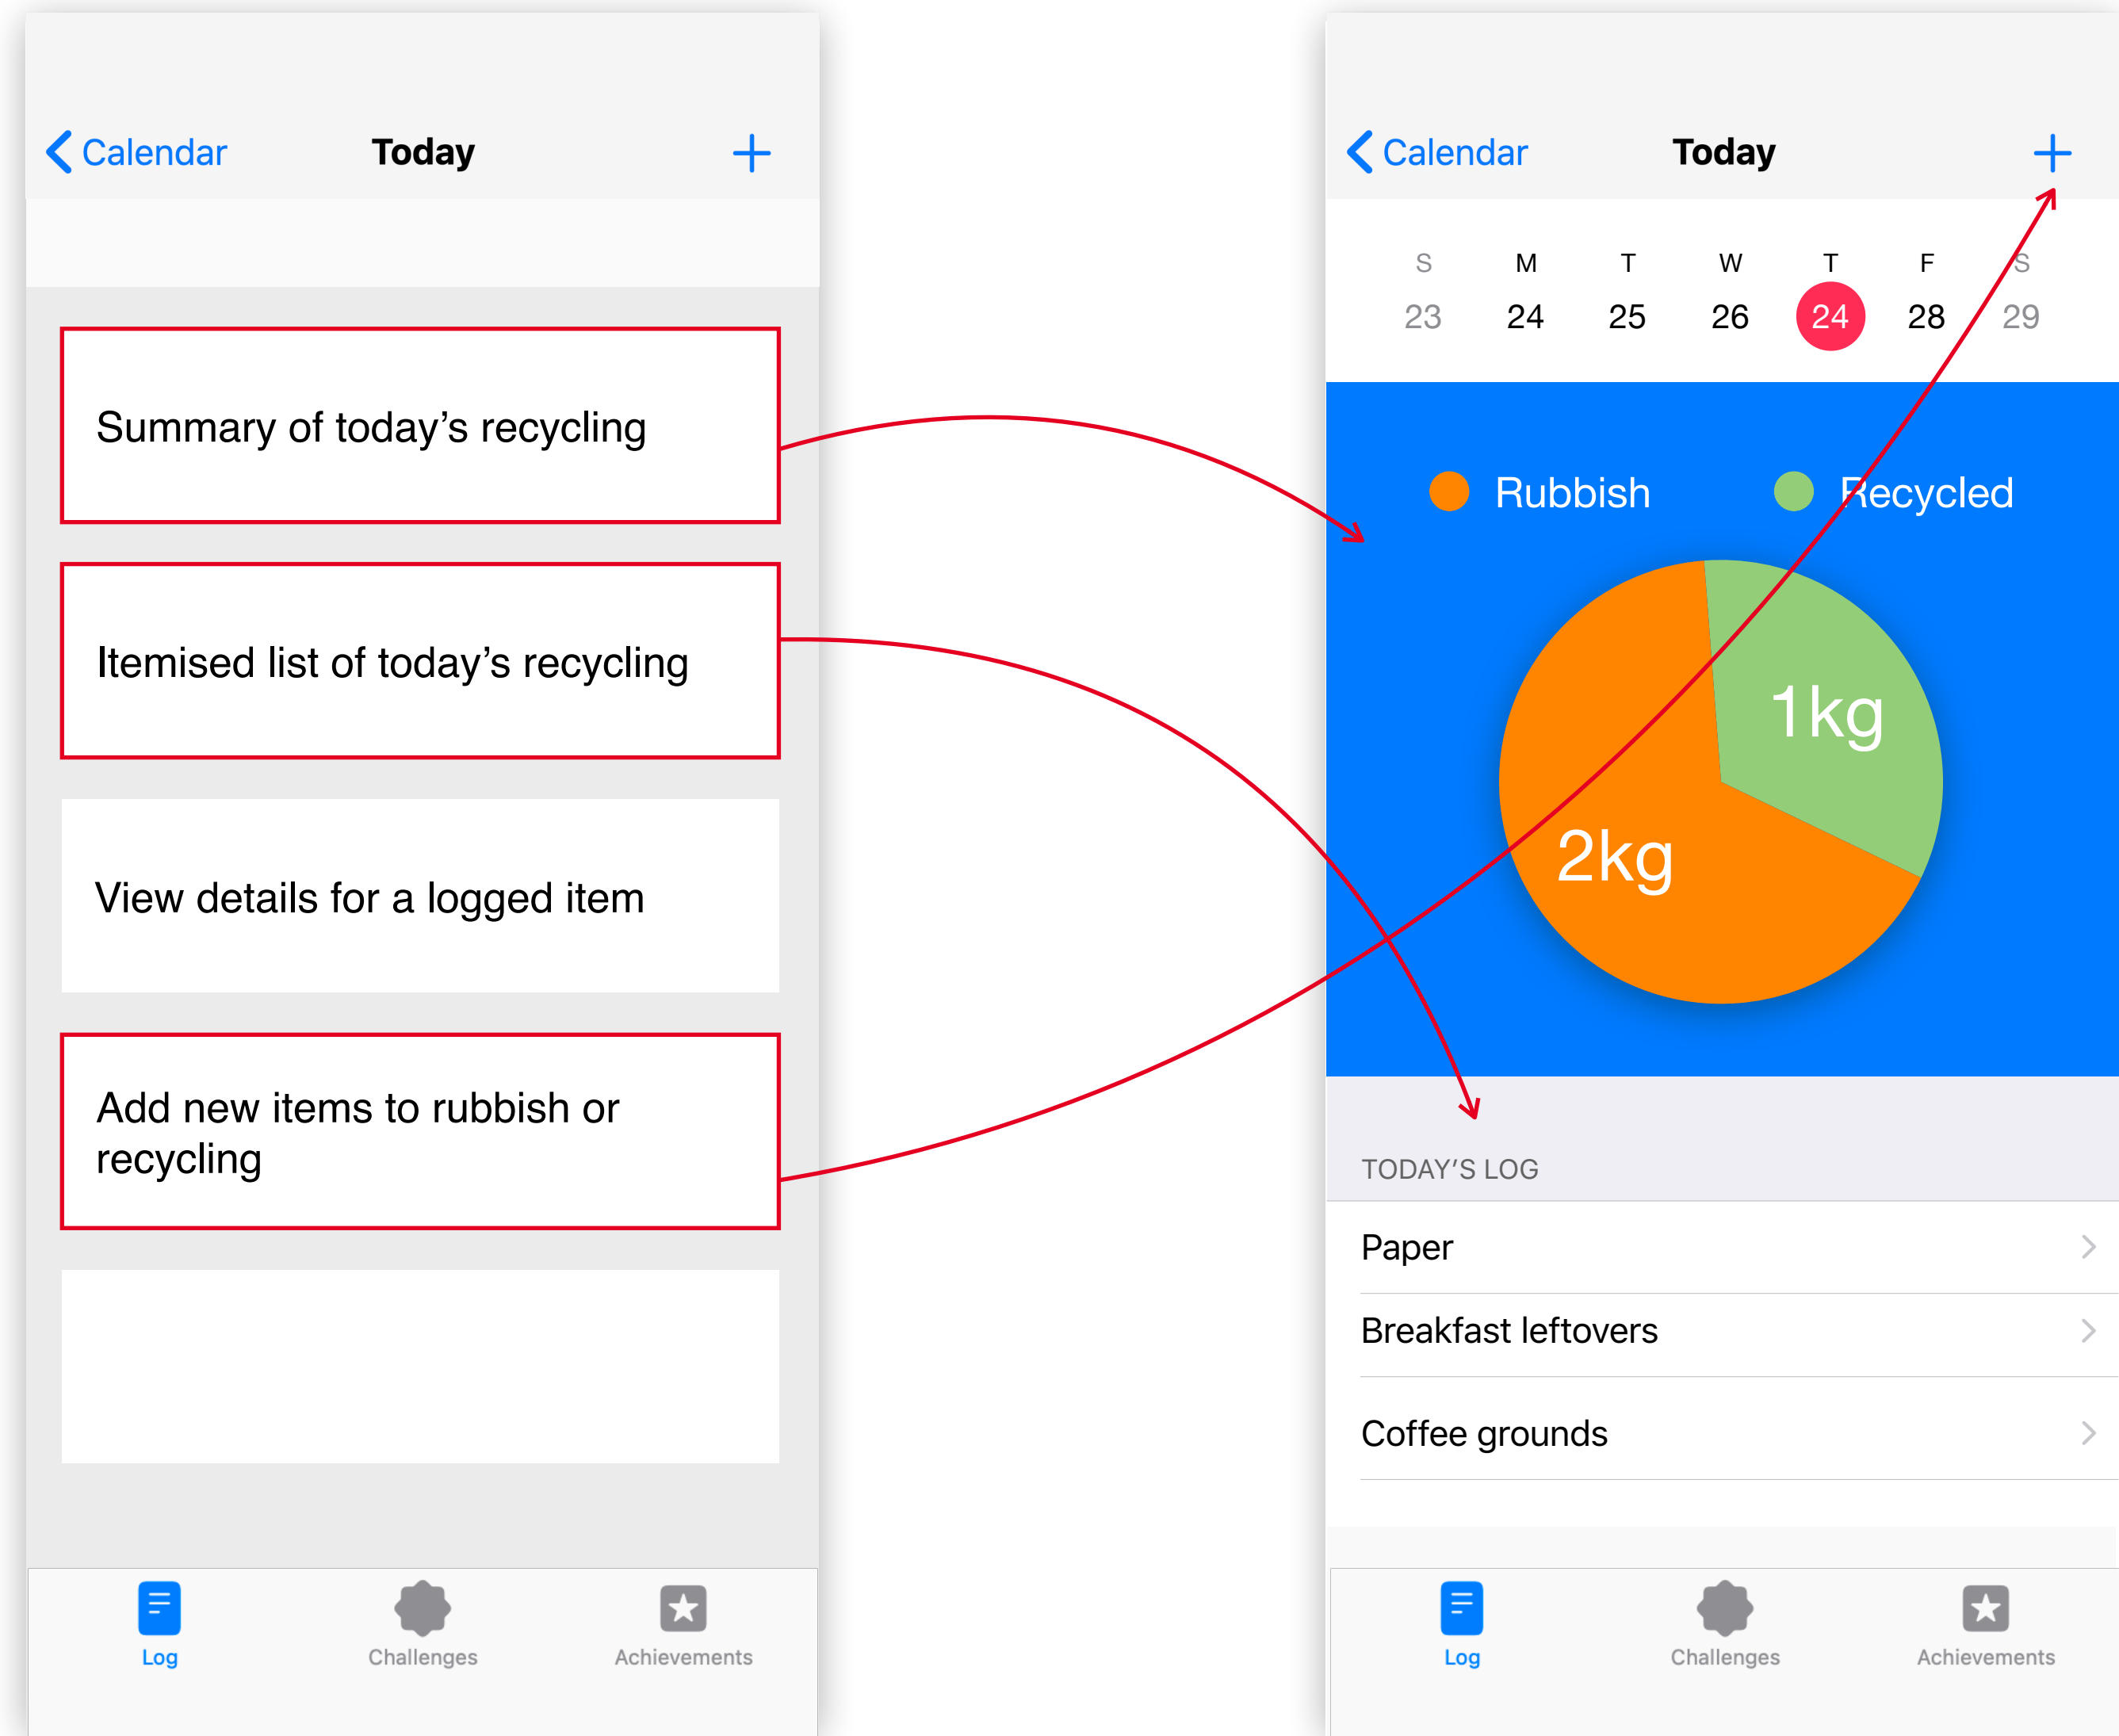 Calendar Today +
Summary of today’s recycling
Itemised list of today’s recycling
View details for a logged item
Add new items to rubbish or
recycling
Log Challenges Achievements
Calendar Today +
S M T W T F S
23 24 25 26 24 28 29
Rubbish Recycled
1kg
2kg
TODAY’S LOG
Paper
Breakfast leftovers
Coffee grounds
Log Challenges Achievements